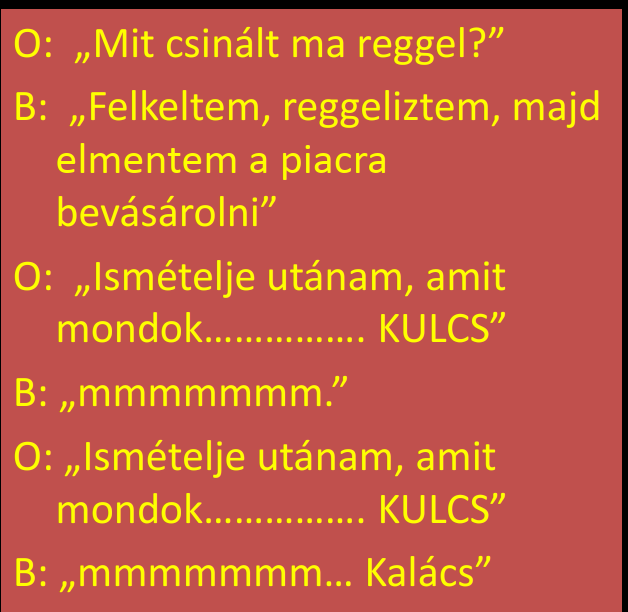 O: „Mit csinált ma reggel?”
B: „Felkeltem, reggeliztem, majd
elmentem a piacra
bevásárolni”
O: „Ismételje utánam, amit
mondok……………. KULCS”
B: „mmmmmmm.”
O: „Ismételje utánam, amit
mondok……………. KULCS”
B: „mmmmmmm… Kalács”